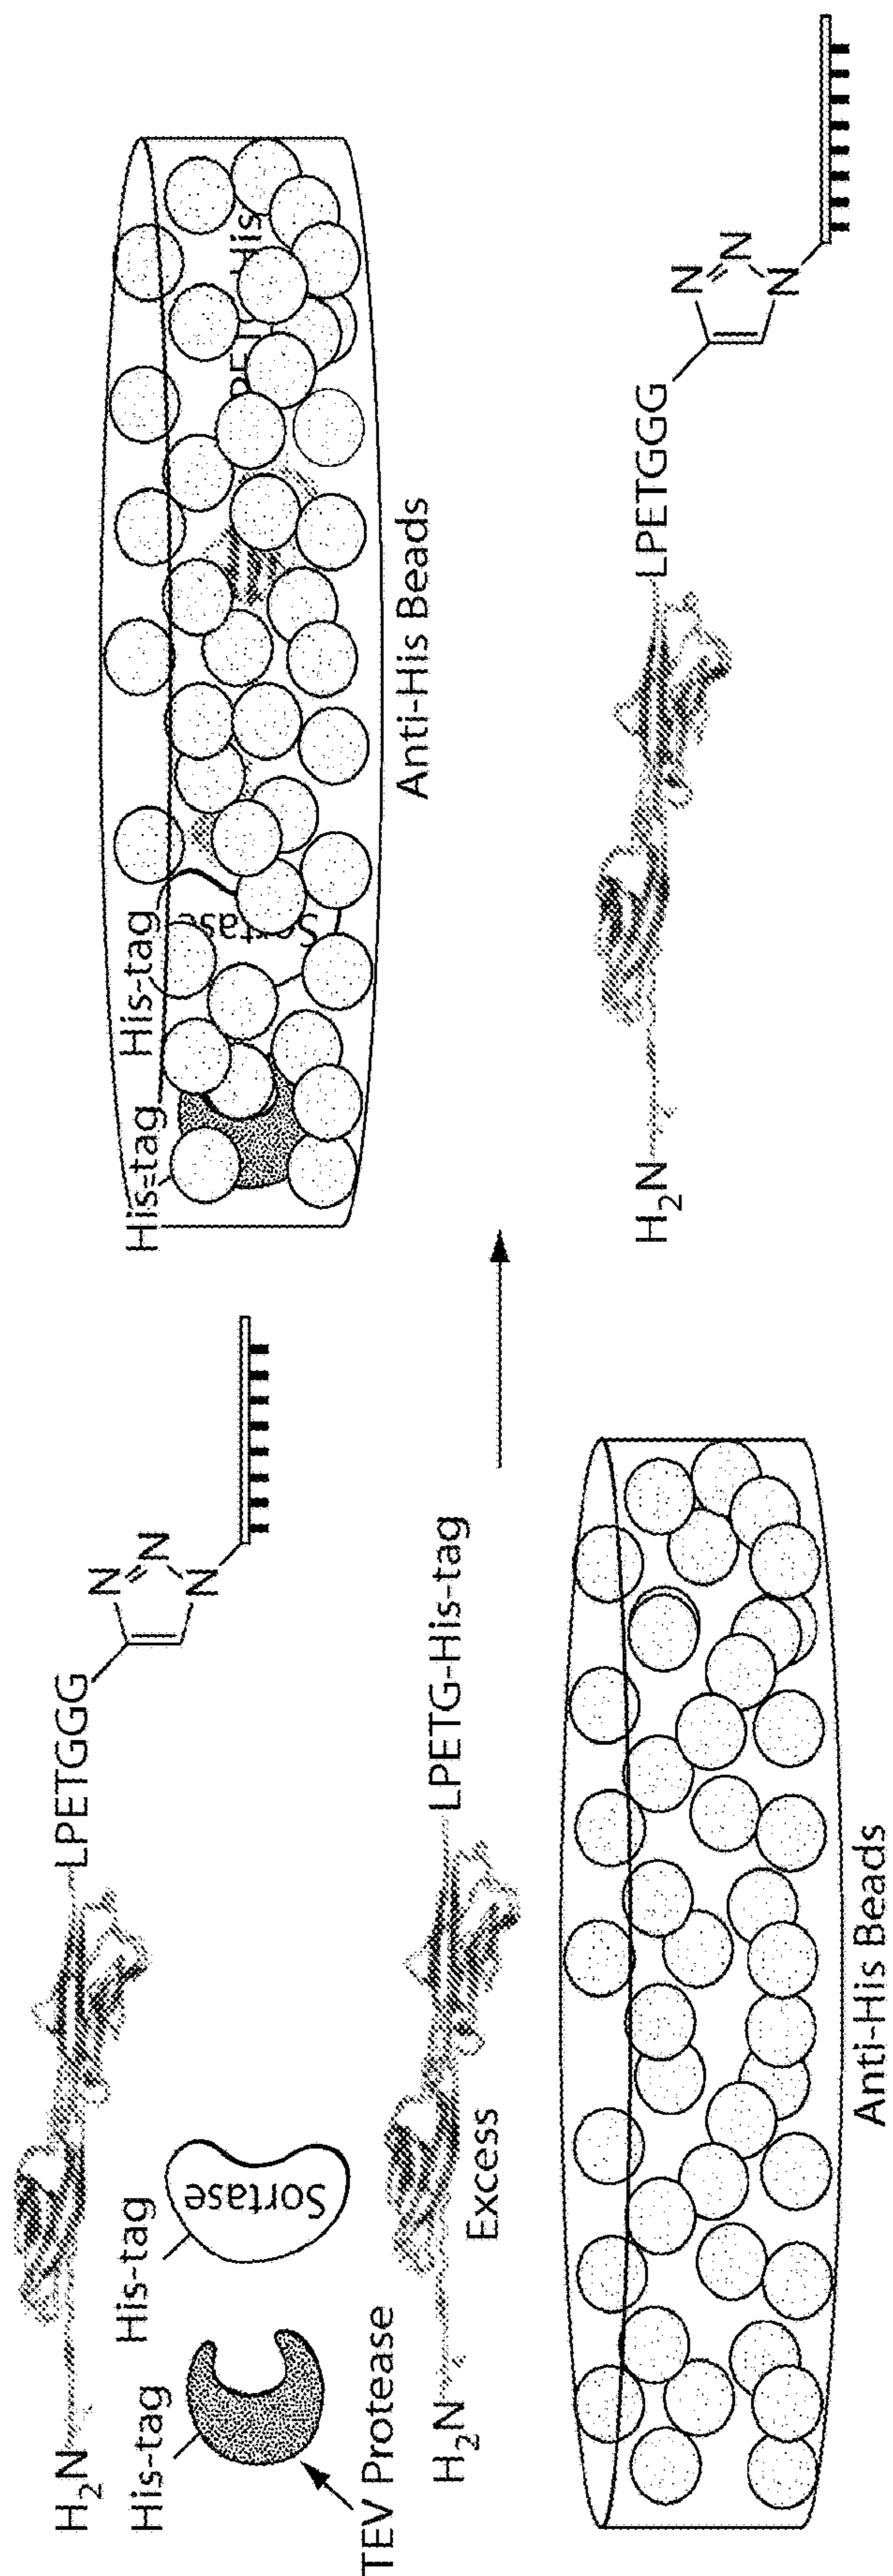 H₂N
LPETGGG
N
N
N
His-tag
His-tag
Sortase
TEV Protease
H₂N
Excess
LPETG-His-tag
Anti-His Beads
His-tag
His-tag
Sortase
His
Anti-His Beads
H₂N
LPETGGG
N
N
N